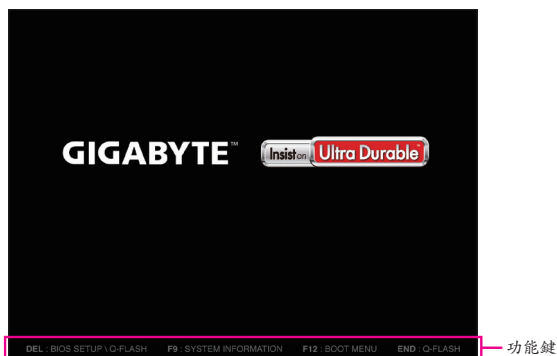 GIGABYTE™ Insist on Ultra Durable™
DEL : BIOS SETUP \ Q-FLASH F9 : SYSTEM INFORMATION F12 : BOOT MENU END : Q-FLASH
功能鍵